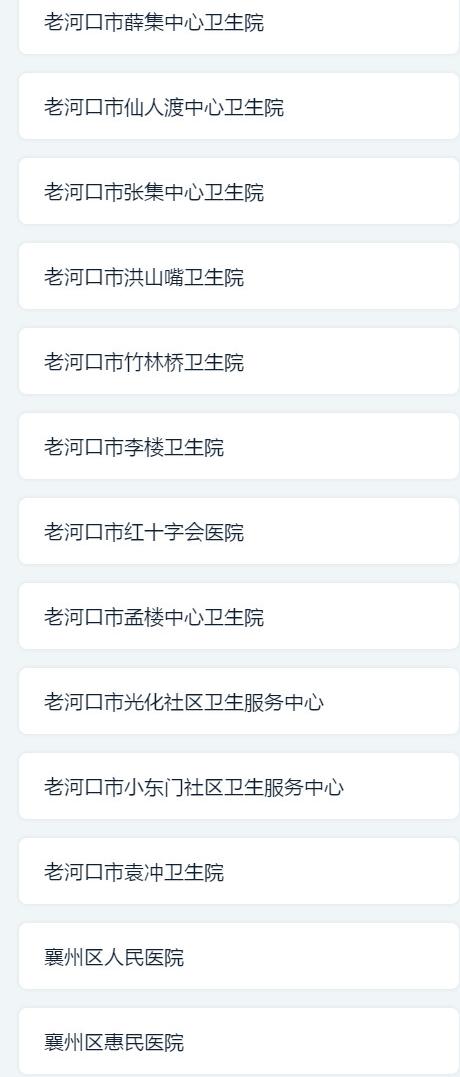 老河口市薛集中心卫生院
老河口市仙人渡中心卫生院
老河口市张集中心卫生院
老河口市洪山嘴卫生院
老河口市竹林桥卫生院
老河口市李楼卫生院
老河口市红十字会医院
老河口市孟楼中心卫生院
老河口市光化社区卫生服务中心
老河口市小东门社区卫生服务中心
老河口市袁冲卫生院
襄州区人民医院
襄州区惠民医院